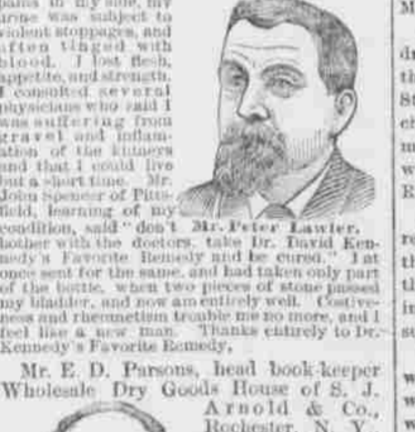 pains in my side, my
urine was subject to
violent stoppages, and
often tinged with
blood. I lost flesh,
appetite, and strength.
I consulted several
physicians who said I
was suffering from
gravel and inflam-
ation of the kidneys
and that I could live
but a short time. Mr.
John Spencer of Pitts-
field, learning of my
condition, said "don't
Mr. Peter Lawler.
bother with the doctors, take Dr. David Ken-
nedy's Favorite Remedy and be cured." I at
once sent for the same, and had taken only part
of the bottle, when two pieces of stone passed
my bladder, and now am entirely well. Costive-
ness and rheumetism trouble me no more, and I
feel like a new man. Thanks entirely to Dr.
Kennedy's Favorite Remedy,
Mr. E. D. Parsons, head book-keeper
Wholesale Dry Goods House of S. J.
Arnold & Co.,
Rochester, N. Y.